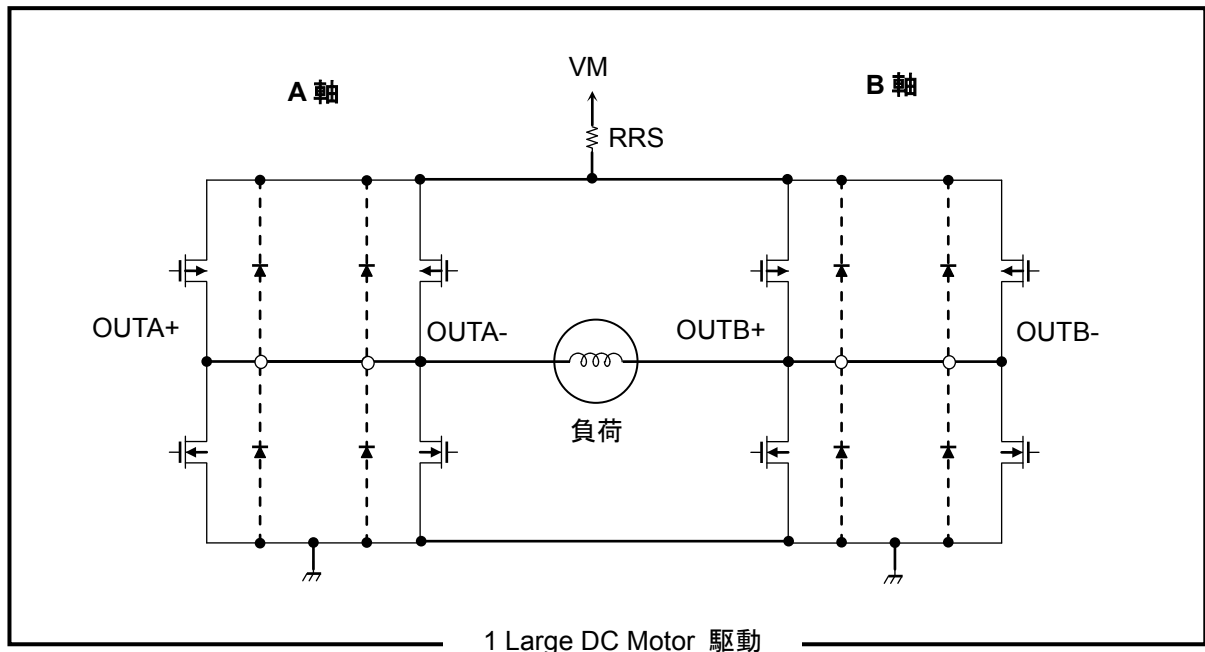 VM
A 軸
B 軸
RRS
OUTA+
OUTA-
OUTB+
OUTB-
負荷
1 Large DC Motor 駆動